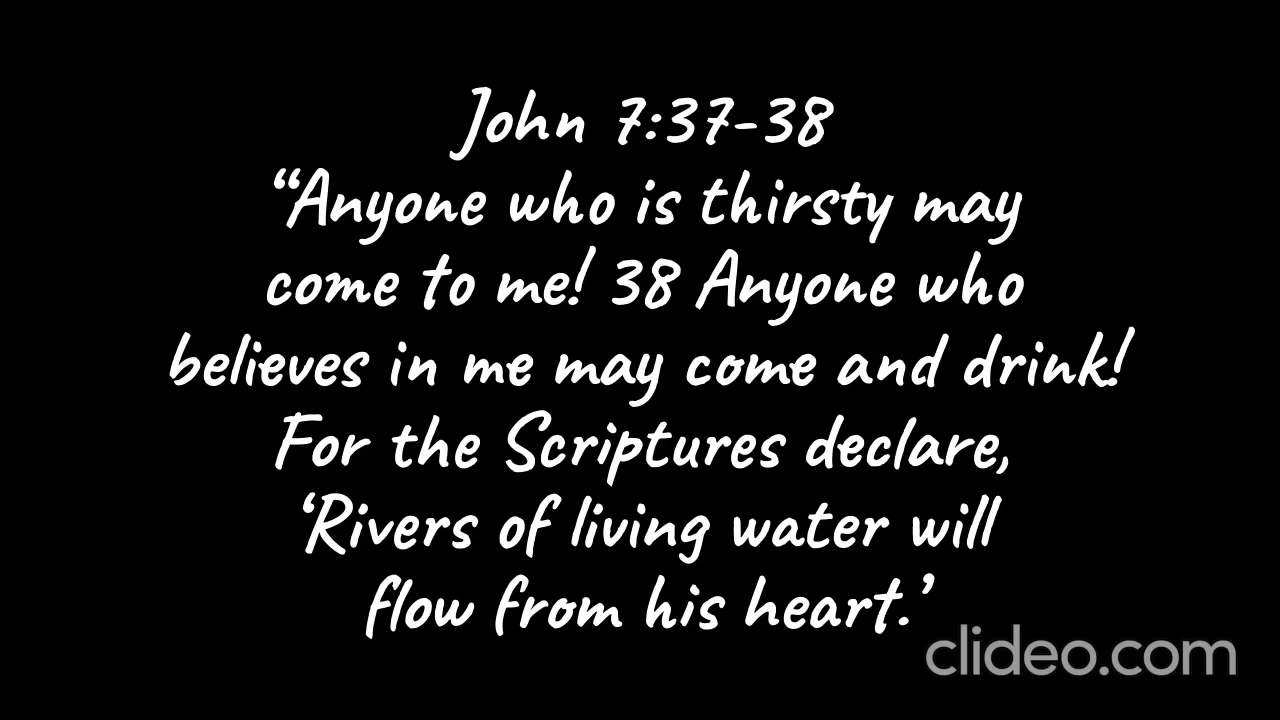 John 7:37-38
“Anyone who is thirsty may
come to me! 38 Anyone who
believes in me may come and drink!
For the Scriptures declare,
‘Rivers of living water will
flow from his heart.’
clideo.com